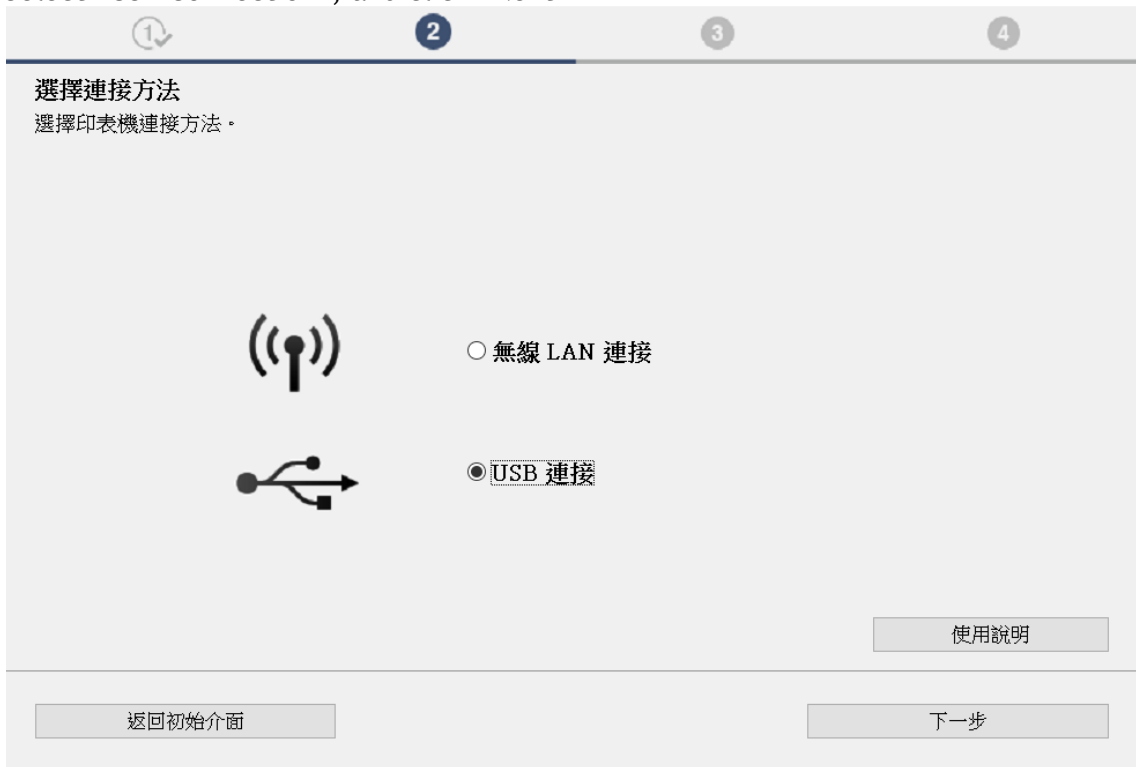 1
2
3
4
選擇連接方法
選擇印表機連接方法。
無線 LAN 連接
USB 連接
使用說明
返回初始介面
下一步